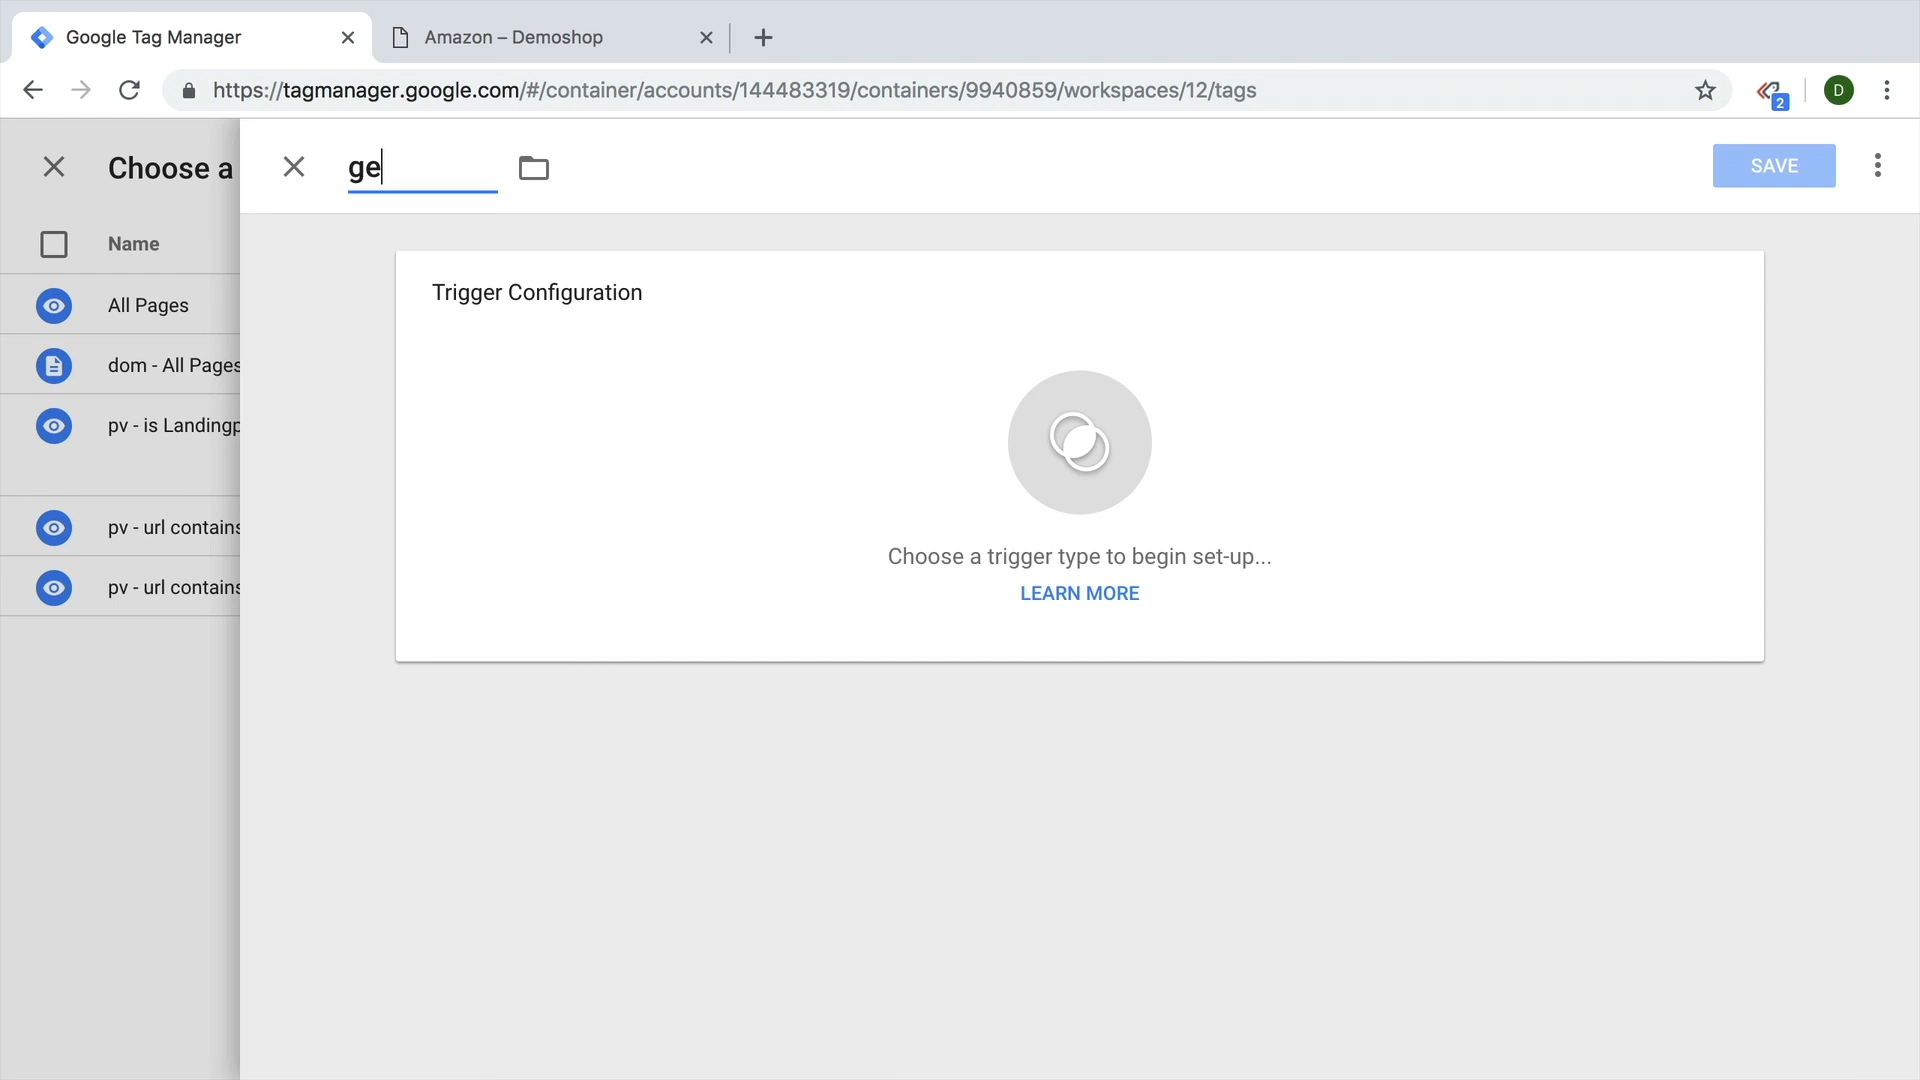 Google Tag Manager
Amazon – Demoshop
https://tagmanager.google.com/#/container/accounts/144483319/containers/9940859/workspaces/12/tags
2
D
Choose a
ge
SAVE
Name
All Pages
dom - All Pages
pv - is Landingp
pv - url contains
pv - url contains
Trigger Configuration
Choose a trigger type to begin set-up...
LEARN MORE